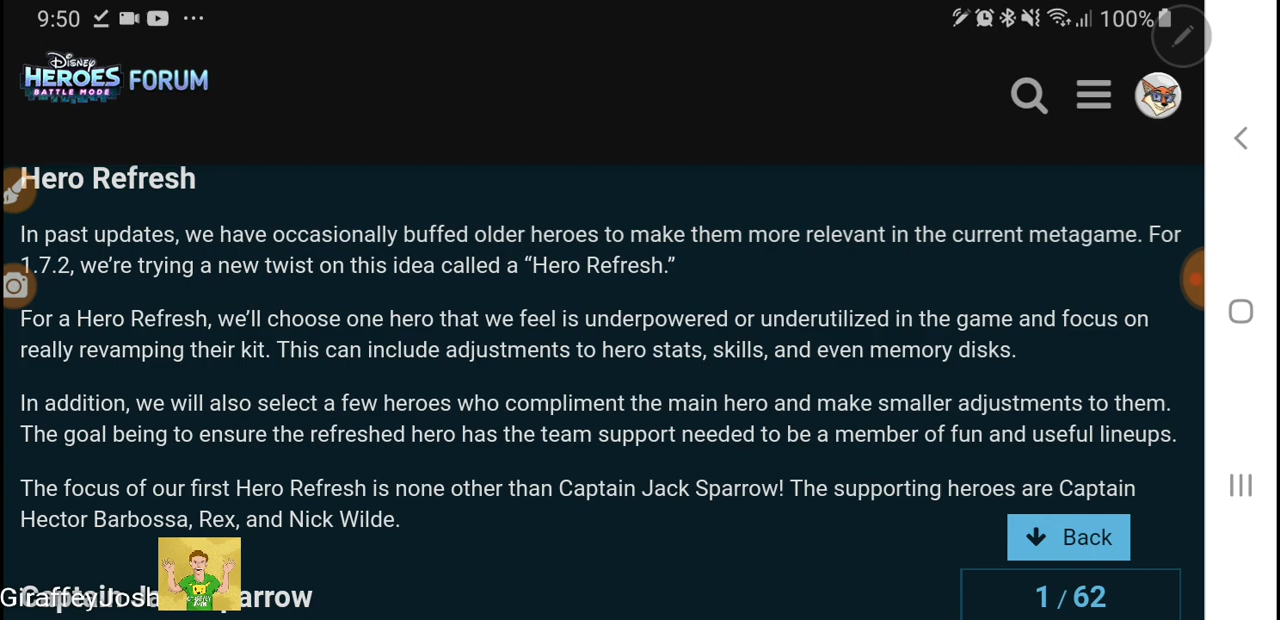 9:50
100%
Disney
HEROES FORUM
BATTLE MODE
Hero Refresh
In past updates, we have occasionally buffed older heroes to make them more relevant in the current metagame. For
1.7.2, we’re trying a new twist on this idea called a “Hero Refresh.”
For a Hero Refresh, we’ll choose one hero that we feel is underpowered or underutilized in the game and focus on
really revamping their kit. This can include adjustments to hero stats, skills, and even memory disks.
In addition, we will also select a few heroes who compliment the main hero and make smaller adjustments to them.
The goal being to ensure the refreshed hero has the team support needed to be a member of fun and useful lineups.
The focus of our first Hero Refresh is none other than Captain Jack Sparrow! The supporting heroes are Captain
Hector Barbossa, Rex, and Nick Wilde.
Back
1 / 62